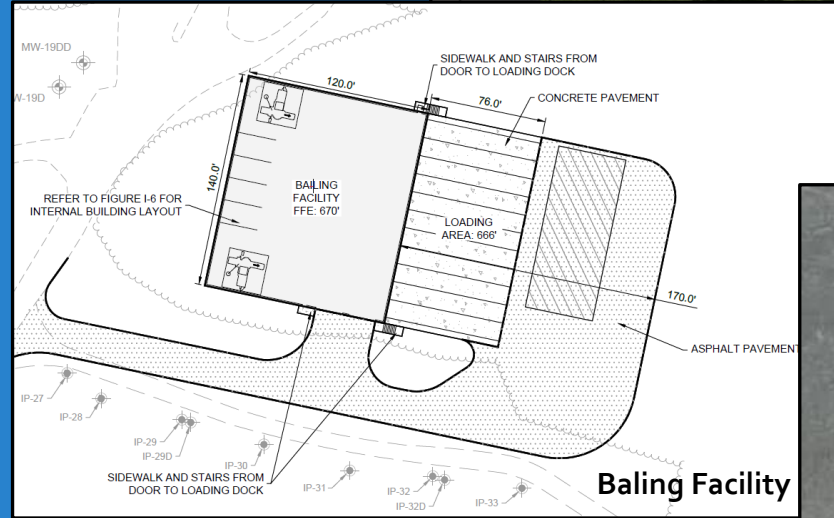 MW-19DD
W-19D
SIDEWALK AND STAIRS FROM
DOOR TO LOADING DOCK
120.0'
76.0'
CONCRETE PAVEMENT
140.0'
REFER TO FIGURE I-6 FOR
INTERNAL BUILDING LAYOUT
BAILING
FACILITY
FFE: 670'
LOADING
AREA: 666'
170.0'
ASPHALT PAVEMENT
IP-27
IP-28
IP-29
IP-29D
IP-30
SIDEWALK AND STAIRS FROM
DOOR TO LOADING DOCK
IP-31
IP-32
IP-32D
IP-33
Baling Facility